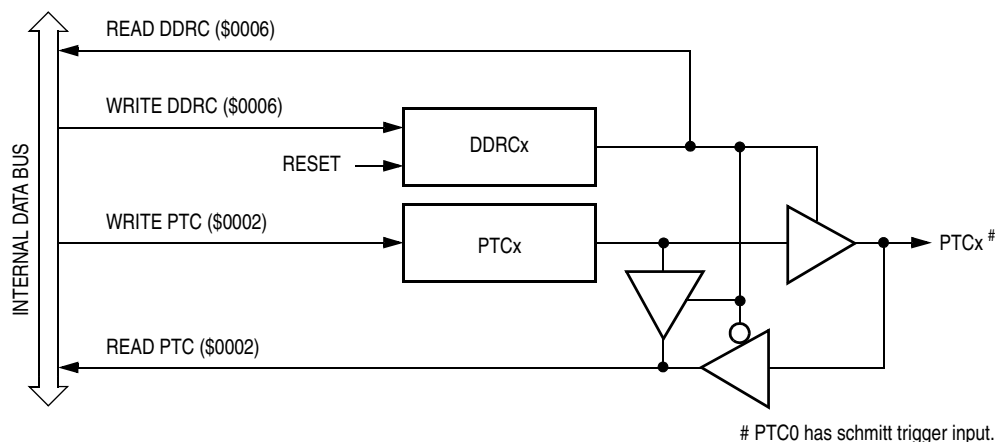 READ DDRC ($0006)
WRITE DDRC ($0006)
DDRCx
RESET
INTERNAL DATA BUS
WRITE PTC ($0002)
PTCx
PTCx #
READ PTC ($0002)
# PTC0 has schmitt trigger input.